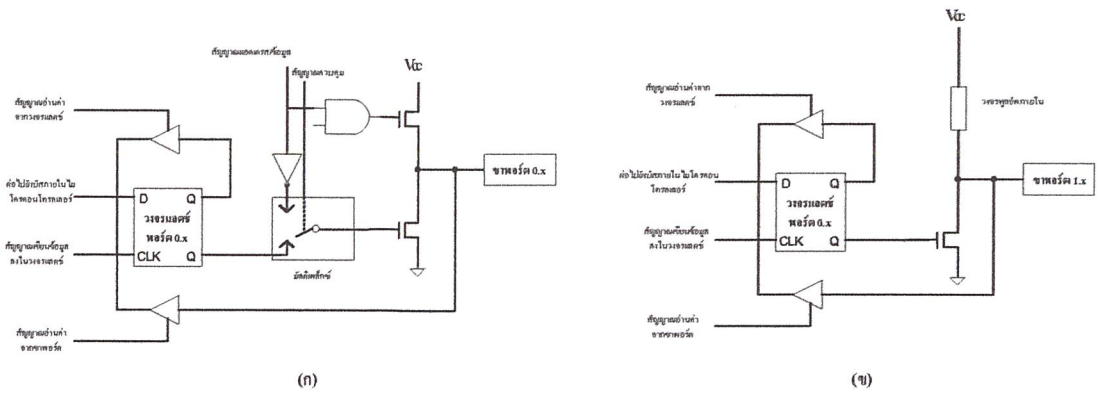 สัญญาณแอดเดรส/ข้อมูล
สัญญาณควบคุม
Vcc
สัญญาณอ่านค่า
จากวงจรแลตช์
ต่อไปยังบัสภายในไม
โครคอนโทรลเลอร์
D
Q
วงจรแลตช์
พอร์ต 0.x
CLK
Q
สัญญาณเขียนข้อมูล
ลงในวงจรแลตช์
มัลติเพล็กซ์
ขาพอร์ต 0.x
สัญญาณอ่านค่า
จากขาพอร์ต
(ก)
Vcc
สัญญาณอ่านค่าจาก
วงจรแลตช์
วงจรพูลอัพภายใน
ต่อไปยังบัสภายในไมโครคอน
โทรลเลอร์
D
Q
วงจรแลตช์
พอร์ต 0.x
CLK
Q
สัญญาณเขียนข้อมูล
ลงในวงจรแลตช์
ขาพอร์ต 1.x
สัญญาณอ่านค่า
จากขาพอร์ต
(ข)